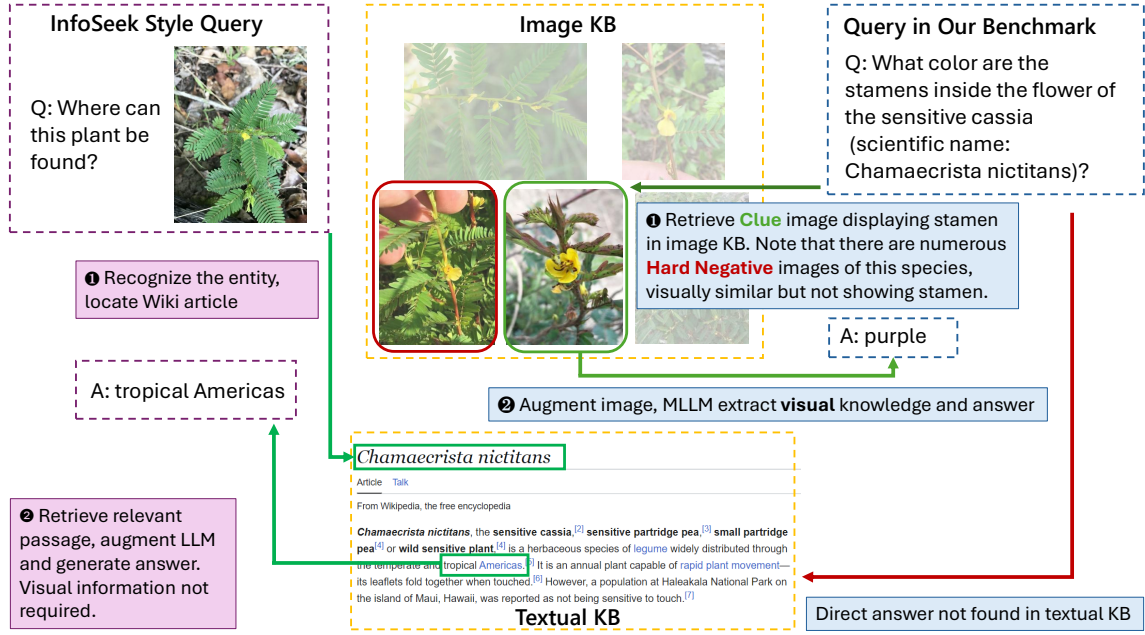 InfoSeek Style Query
Q: Where can
this plant be
found?
❶ Recognize the entity,
locate Wiki article
A: tropical Americas
❷ Retrieve relevant
passage, augment LLM
and generate answer.
Visual information not
required.
Image KB
Query in Our Benchmark
Q: What color are the
stamens inside the flower of
the sensitive cassia
(scientific name:
Chamaecrista nictitans)?
❶ Retrieve Clue image displaying stamen
in image KB. Note that there are numerous
Hard Negative images of this species,
visually similar but not showing stamen.
A: purple
❷ Augment image, MLLM extract visual knowledge and answer
Chamaecrista nictitans
Article Talk
From Wikipedia, the free encyclopedia
Chamaecrista nictitans, the sensitive cassia,[2] sensitive partridge pea,[3] small partridge
pea[4] or wild sensitive plant,[4] is a herbaceous species of legume widely distributed through
the temperate and tropical Americas.[5] It is an annual plant capable of rapid plant movement—
its leaflets fold together when touched.[6] However, a population at Haleakala National Park on
the island of Maui, Hawaii, was reported as not being sensitive to touch.[7]
Textual KB
Direct answer not found in textual KB